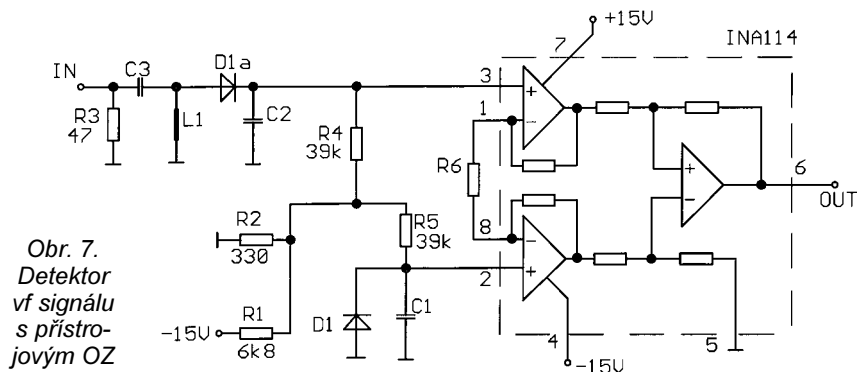 +15V
INA114
7
IN
C3
D1a
3
L1
C2
R3
47
R4
39k
1
R6
8
6
OUT
R2
330
R5
39k
2
-15V
R1
6k8
D1
C1
4
-15V
5
Obr. 7.
Detektor
vf signálu
s přístro-
jovým OZ